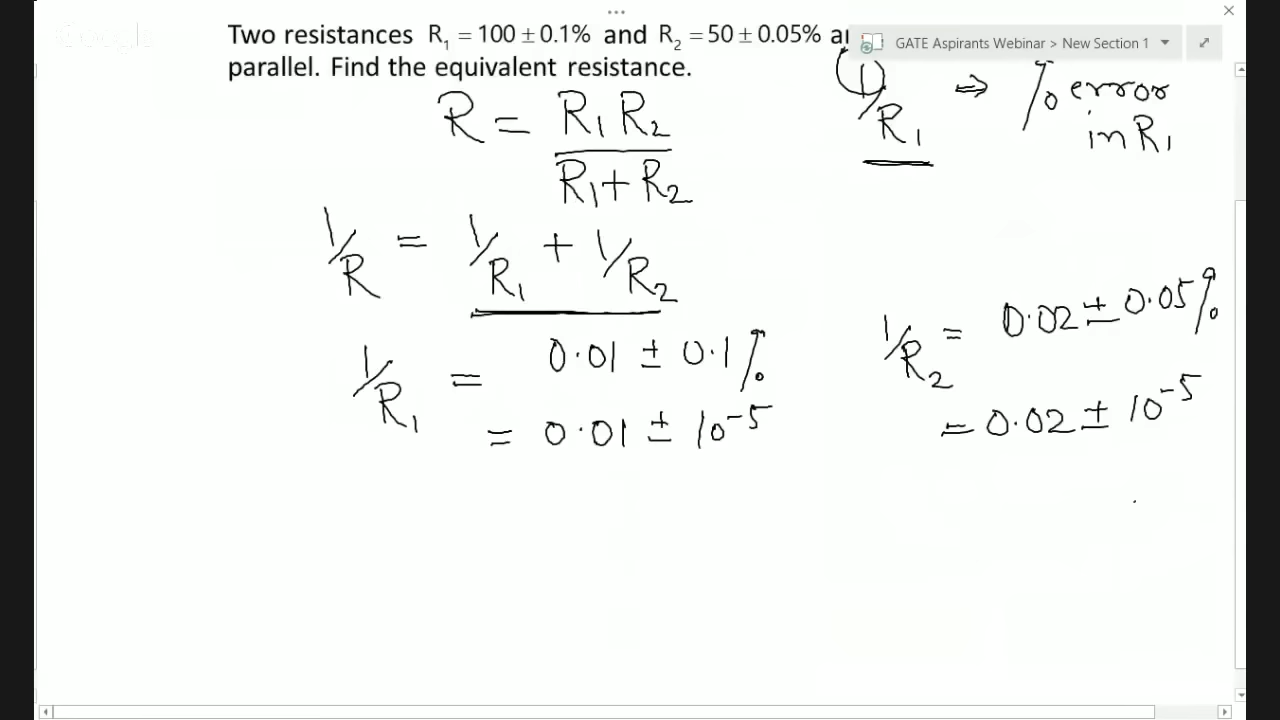 Two resistances R₁ = 100 ± 0.1% and R₂ = 50 ± 0.05%
GATE Aspirants Webinar > New Section 1
parallel. Find the equivalent resistance.
R = R₁ R₂ / R₁ + R₂
1/R₁ ⇒ % error in R₁
1/R = 1/R₁ + 1/R₂
1/R₁ = 0.01 ± 0.1%
= 0.01 ± 10⁻⁵
1/R₂ = 0.02 ± 0.05%
= 0.02 ± 10⁻⁵